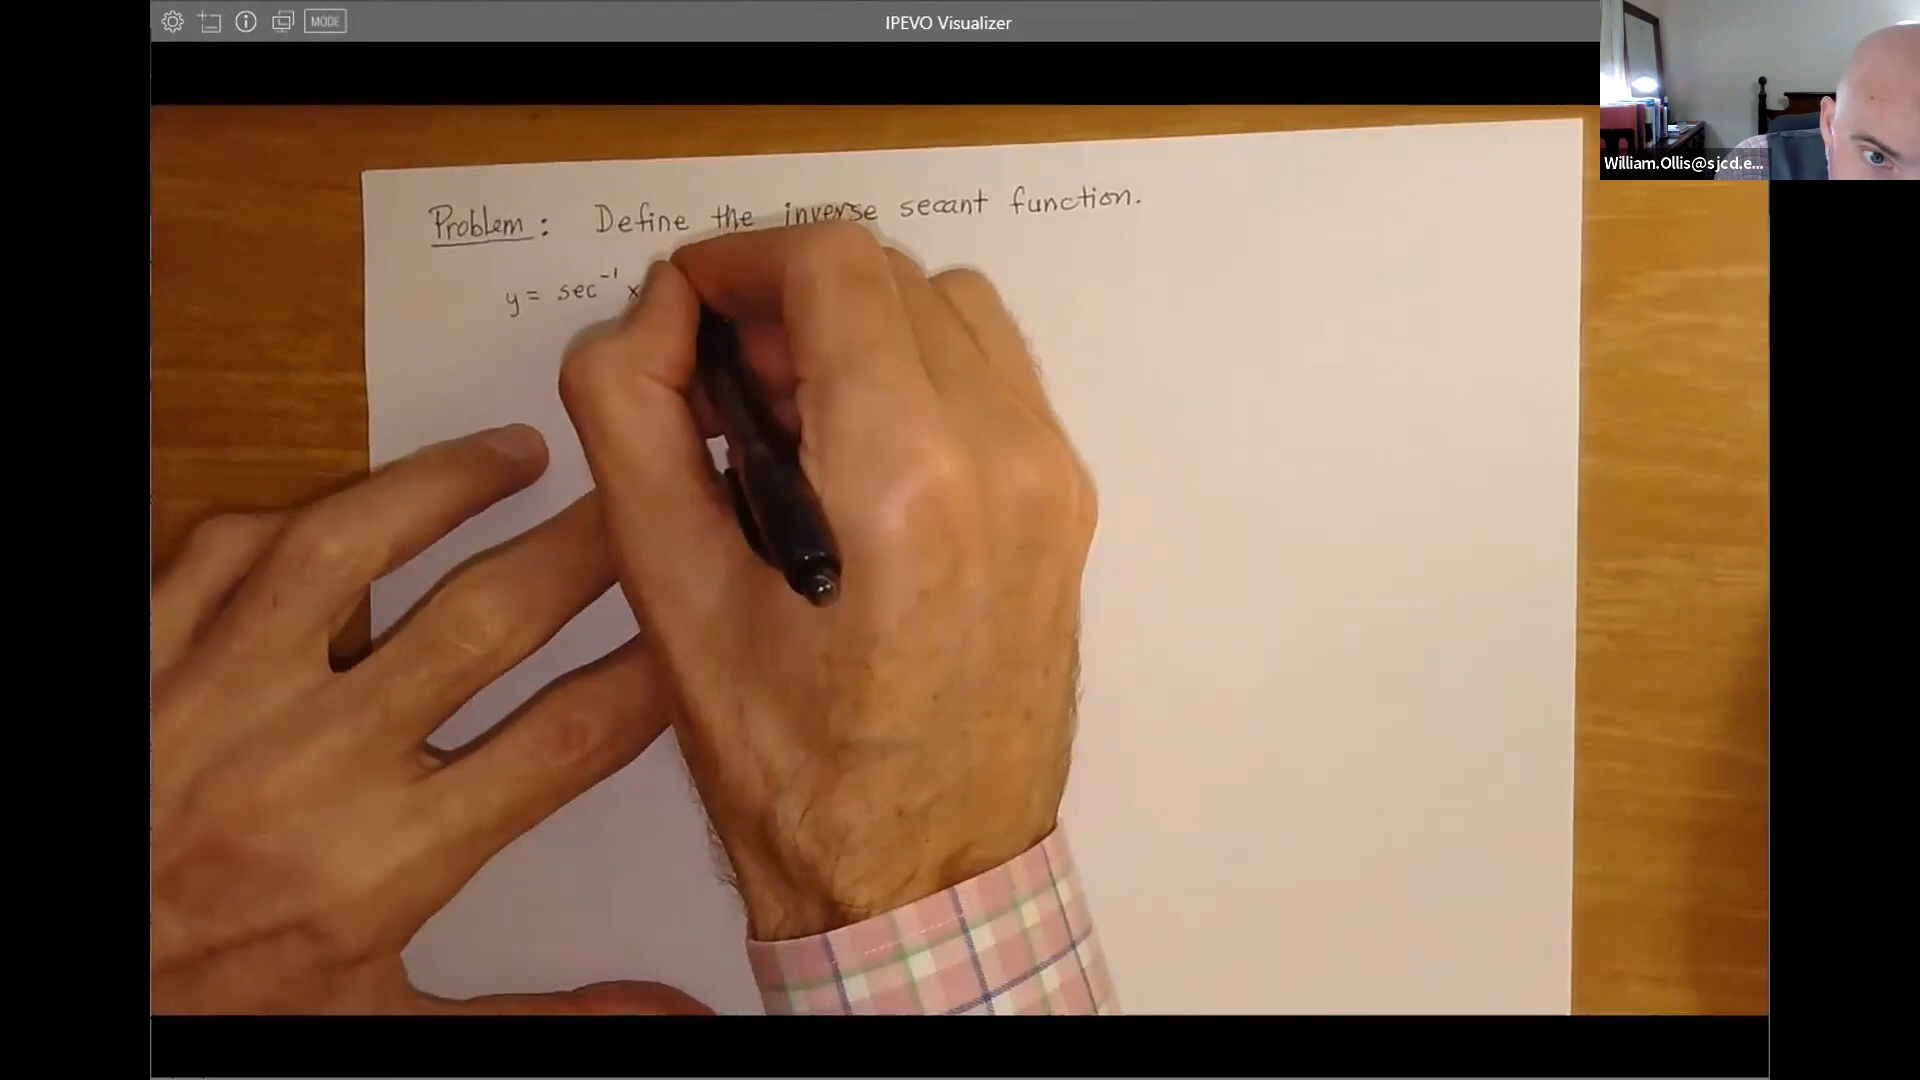 MODE
IPEVO Visualizer
William.Ollis@sjcd.e...
Problem: Define the inverse secant function.
y = sec⁻¹ x